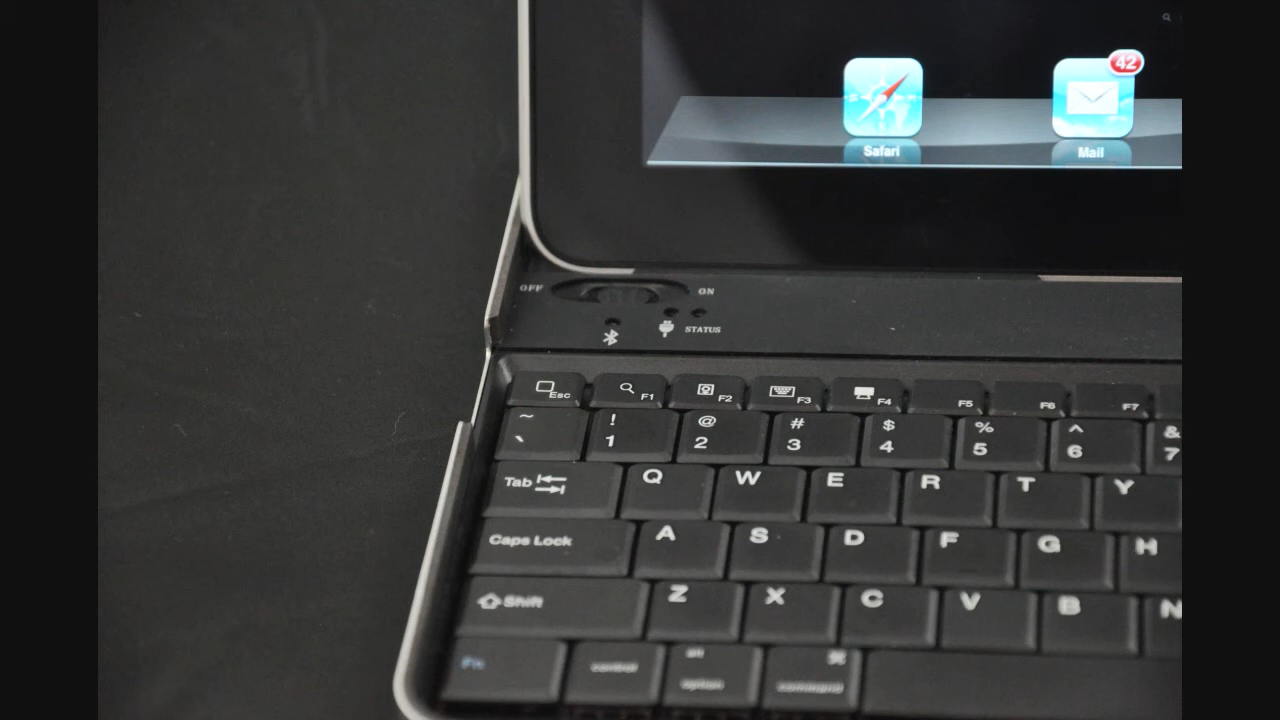 42
Safari Mail
OFF ON
STATUS
Esc F1 F2 F3 F4 F5 F6 F7
~ ! @ # $ % ^ &
` 1 2 3 4 5 6 7
Tab Q W E R T Y
Caps Lock A S D F G H
Shift Z X C V B N
alt
Fn control option command